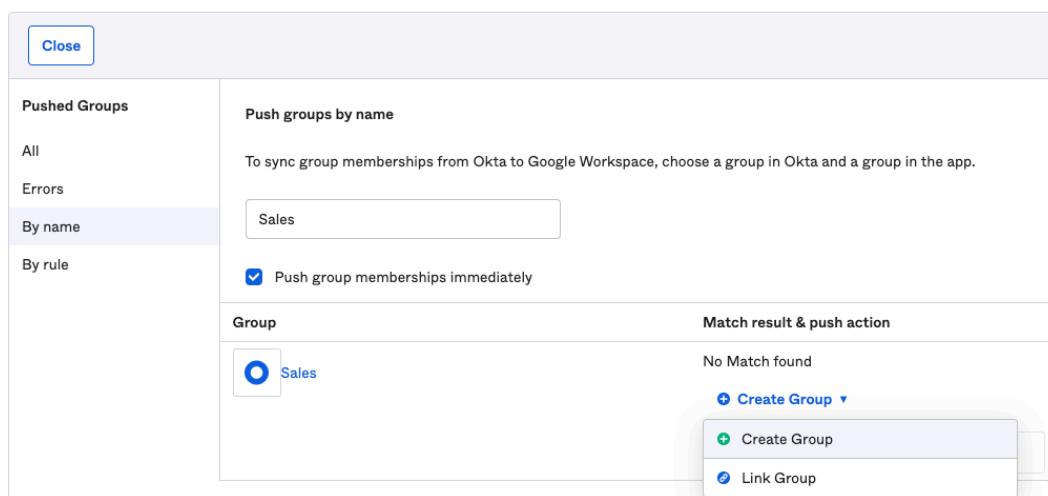 Close
Pushed Groups
All
Errors
By name
By rule
Push groups by name
To sync group memberships from Okta to Google Workspace, choose a group in Okta and a group in the app.
Sales
Push group memberships immediately
Group
Match result & push action
Sales
No Match found
Create Group
Create Group
Link Group